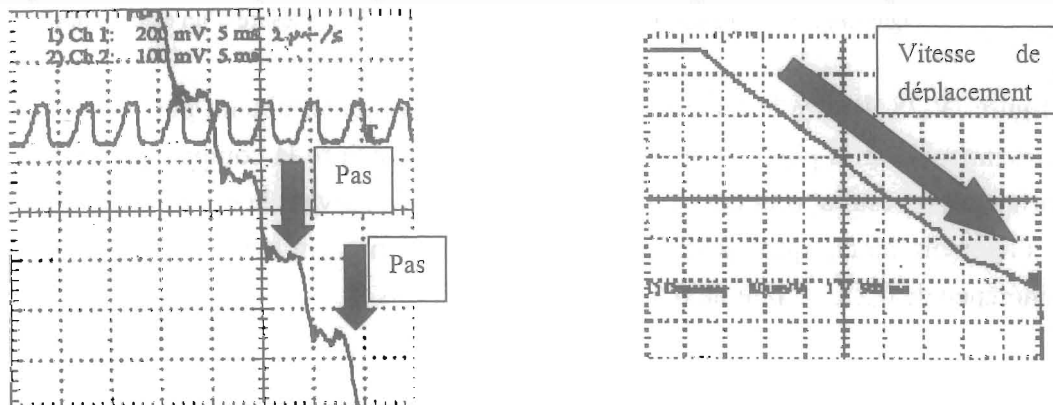 1) Ch 1: 200 mV 5 ms
2) Ch 2: 100 mV 5 ms
Pas
Pas
Vitesse de
déplacement